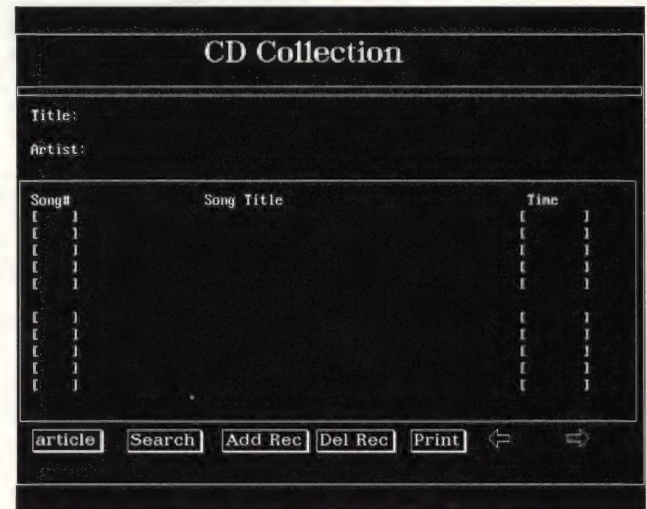 CD Collection
Title:
Artist:
Song# Song Title Time
[ ] [ ]
[ ] [ ]
[ ] [ ]
[ ] [ ]
[ ] [ ]
[ ] [ ]
[ ] [ ]
[ ] [ ]
[ ] [ ]
[ ] [ ]
article Search Add Rec Del Rec Print